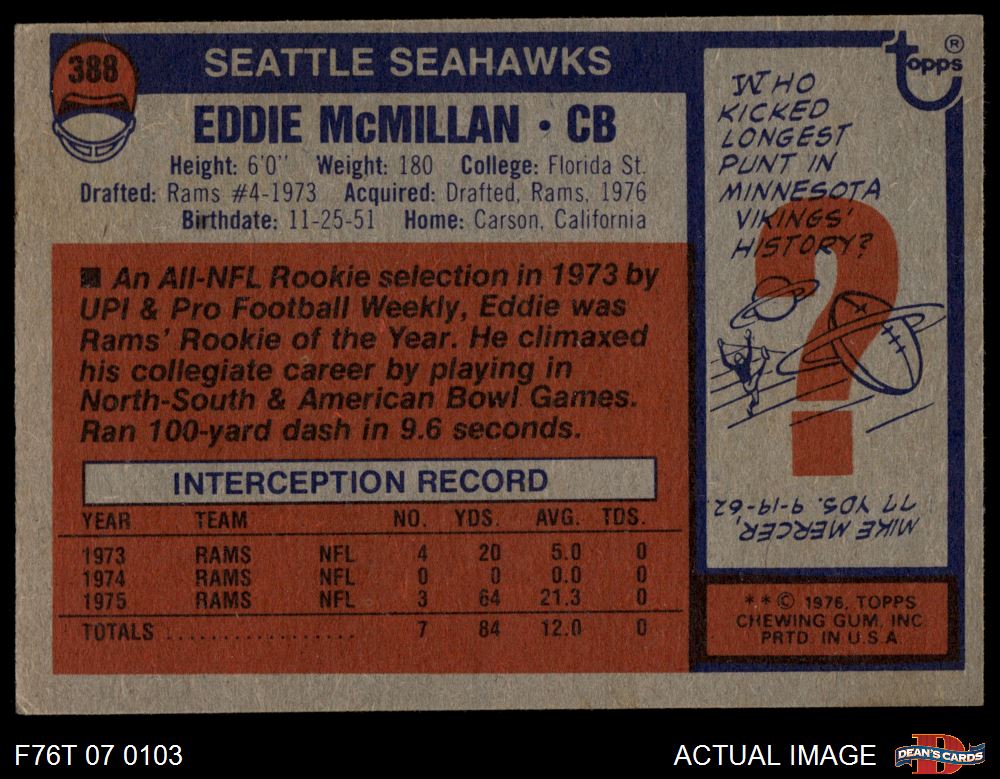 388
SEATTLE SEAHAWKS
EDDIE McMILLAN • CB
Height: 6'0" Weight: 180 College: Florida St.
Drafted: Rams #4-1973 Acquired: Drafted, Rams, 1976
Birthdate: 11-25-51 Home: Carson, California
■ An All-NFL Rookie selection in 1973 by
UPI & Pro Football Weekly, Eddie was
Rams' Rookie of the Year. He climaxed
his collegiate career by playing in
North-South & American Bowl Games.
Ran 100-yard dash in 9.6 seconds.
INTERCEPTION RECORD
YEAR TEAM NO. YDS. AVG. TDS.
1973 RAMS NFL 4 20 5.0 0
1974 RAMS NFL 0 0 0.0 0
1975 RAMS NFL 3 64 21.3 0
TOTALS ................. 7 84 12.0 0
topps ®
WHO
KICKED
LONGEST
PUNT IN
MINNESOTA
VIKINGS'
HISTORY?
?
MIKE MERCER,
77 YDS. 9-19-62.
* * © 1976, TOPPS
CHEWING GUM, INC
PRTD. IN U.S.A
F76T 07 0103
ACTUAL IMAGE
DEAN'S CARDS